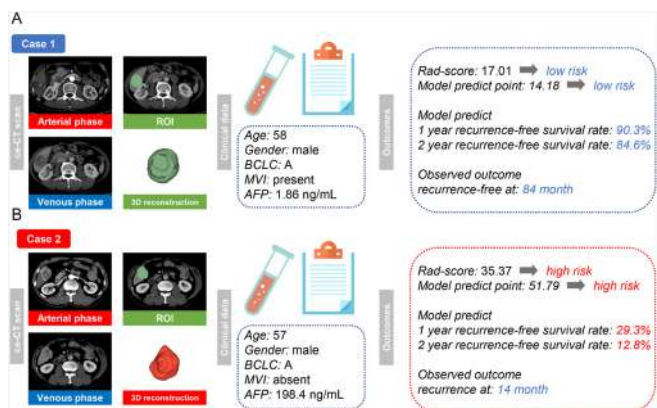 A
Case 1
ce-CT scan
Arterial phase
ROI
Venous phase
3D reconstruction
Clinical data
Age: 58
Gender: male
BCLC: A
MVI: present
AFP: 1.86 ng/mL
Outcomes
Rad-score: 17.01 low risk
Model predict point: 14.18 low risk
Model predict
1 year recurrence-free survival rate: 90.3%
2 year recurrence-free survival rate: 84.6%
Observed outcome
recurrence-free at: 84 month
B
Case 2
ce-CT scan
Arterial phase
ROI
Venous phase
3D reconstruction
Clinical data
Age: 57
Gender: male
BCLC: A
MVI: absent
AFP: 198.4 ng/mL
Outcomes
Rad-score: 35.37 high risk
Model predict point: 51.79 high risk
Model predict
1 year recurrence-free survival rate: 29.3%
2 year recurrence-free survival rate: 12.8%
Observed outcome
recurrence at: 14 month